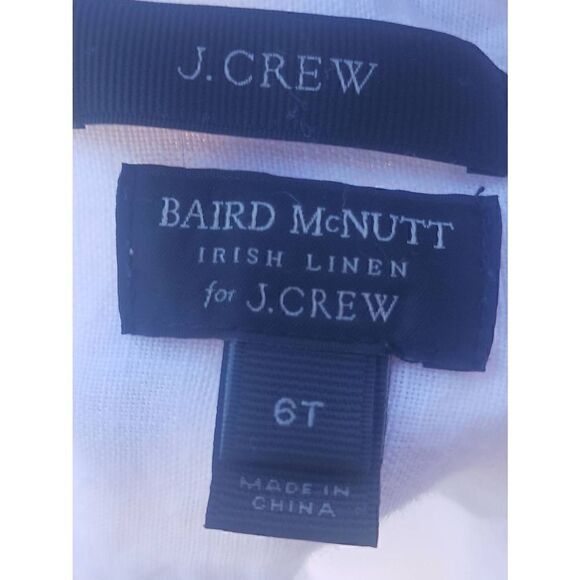 J.CREW
BAIRD McNUTT
IRISH LINEN
for J.CREW
6T
MADE IN
CHINA